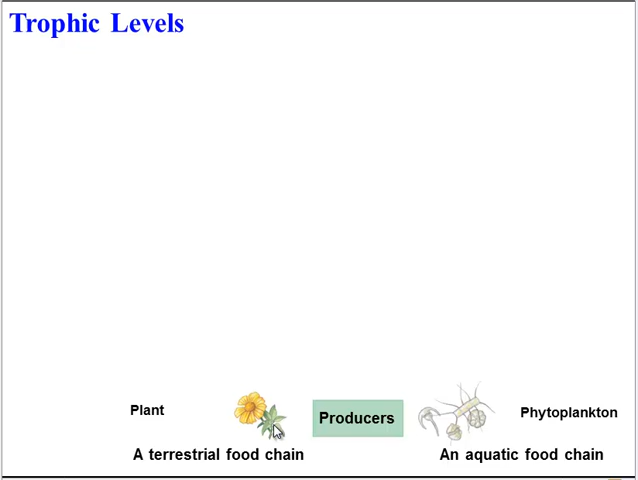 Trophic Levels
Plant
Producers
Phytoplankton
A terrestrial food chain
An aquatic food chain